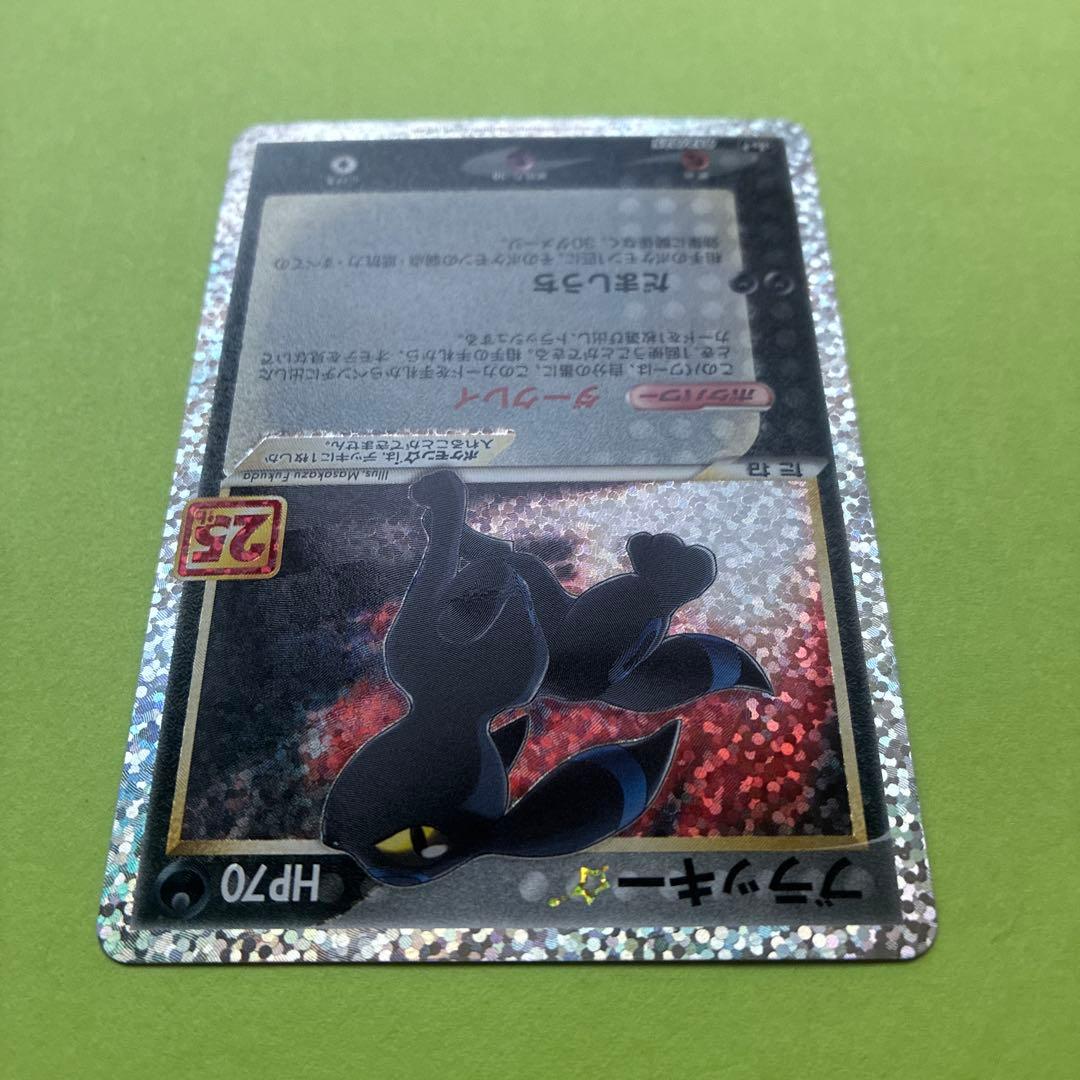 ブラッキー☆
HP70
25th
Illus. Masakazu Fukuda
たね
ポケモン☆は、デッキに1枚しか
入れることができません。
ポケパワー ダークレイ
このパワーは、自分の番に、このカードを手札からベンチに出した
とき、1回使うことができる。相手の手札から、オモテを見ないで
カードを1枚選び出し、トラッシュする。
だましうち
相手のポケモン1匹に、そのポケモンの弱点・抵抗力・すべての
効果に関係なく、30ダメージ。